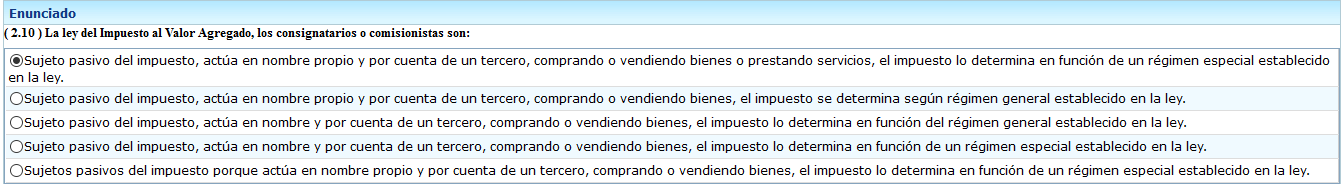 Enunciado
( 2.10 ) La ley del Impuesto al Valor Agregado, los consignatarios o comisionistas son:
Sujeto pasivo del impuesto, actúa en nombre propio y por cuenta de un tercero, comprando o vendiendo bienes o prestando servicios, el impuesto lo determina en función de un régimen especial establecido
en la ley.
Sujeto pasivo del impuesto, actúa en nombre propio y por cuenta de un tercero, comprando o vendiendo bienes, el impuesto se determina según régimen general establecido en la ley.
Sujeto pasivo del impuesto, actúa en nombre y por cuenta de un tercero, comprando o vendiendo bienes, el impuesto lo determina en función del régimen general establecido en la ley.
Sujeto pasivo del impuesto, actúa en nombre y por cuenta de un tercero, comprando o vendiendo bienes, el impuesto lo determina en función de un régimen especial establecido en la ley.
Sujetos pasivos del impuesto porque actúa en nombre propio y por cuenta de un tercero, comprando o vendiendo bienes, el impuesto lo determina en función de un régimen especial establecido en la ley.